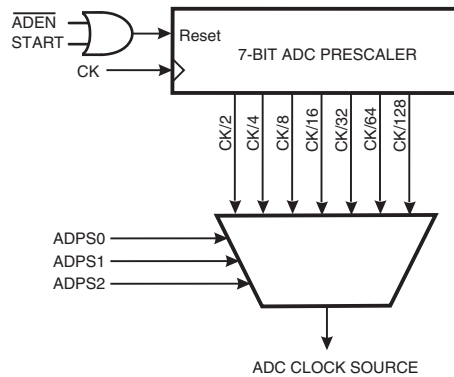 ADEN
START
Reset
7-BIT ADC PRESCALER
CK
CK/2
CK/4
CK/8
CK/16
CK/32
CK/64
CK/128
ADPS0
ADPS1
ADPS2
ADC CLOCK SOURCE